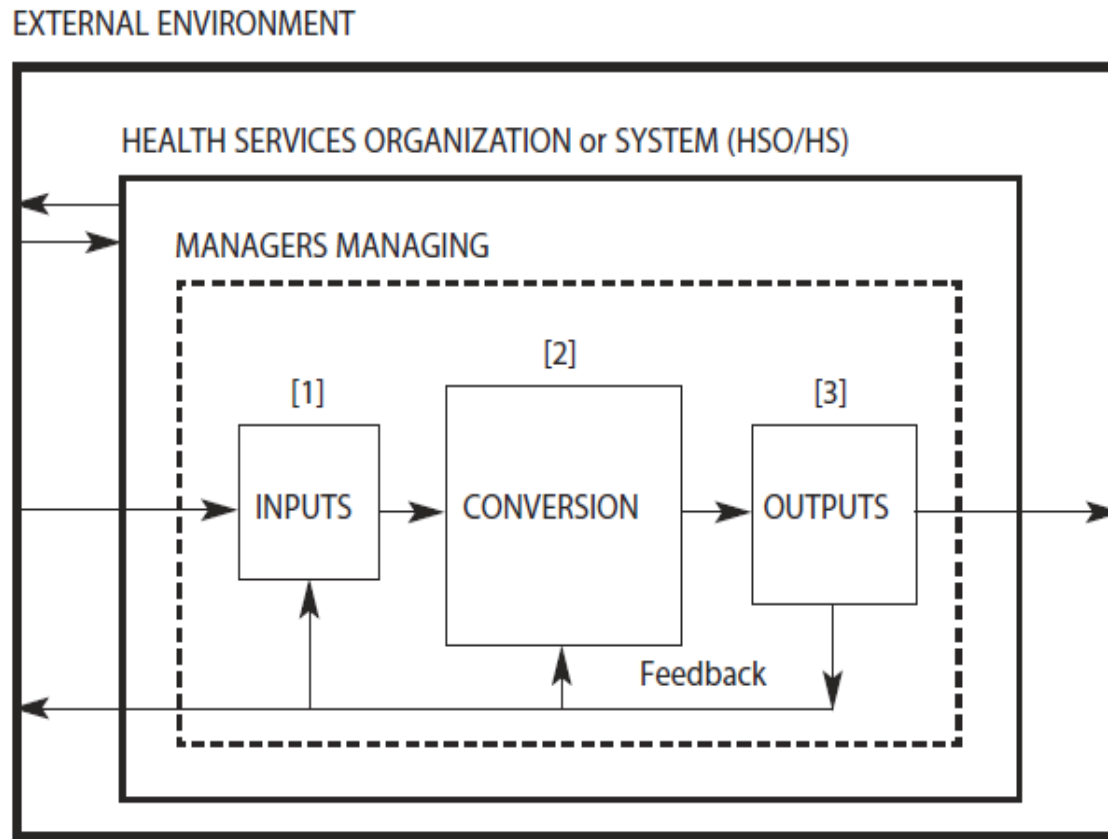 EXTERNAL ENVIRONMENT
HEALTH SERVICES ORGANIZATION or SYSTEM (HSO/HS)
MANAGERS MANAGING
[1]
[2]
[3]
INPUTS
CONVERSION
OUTPUTS
Feedback